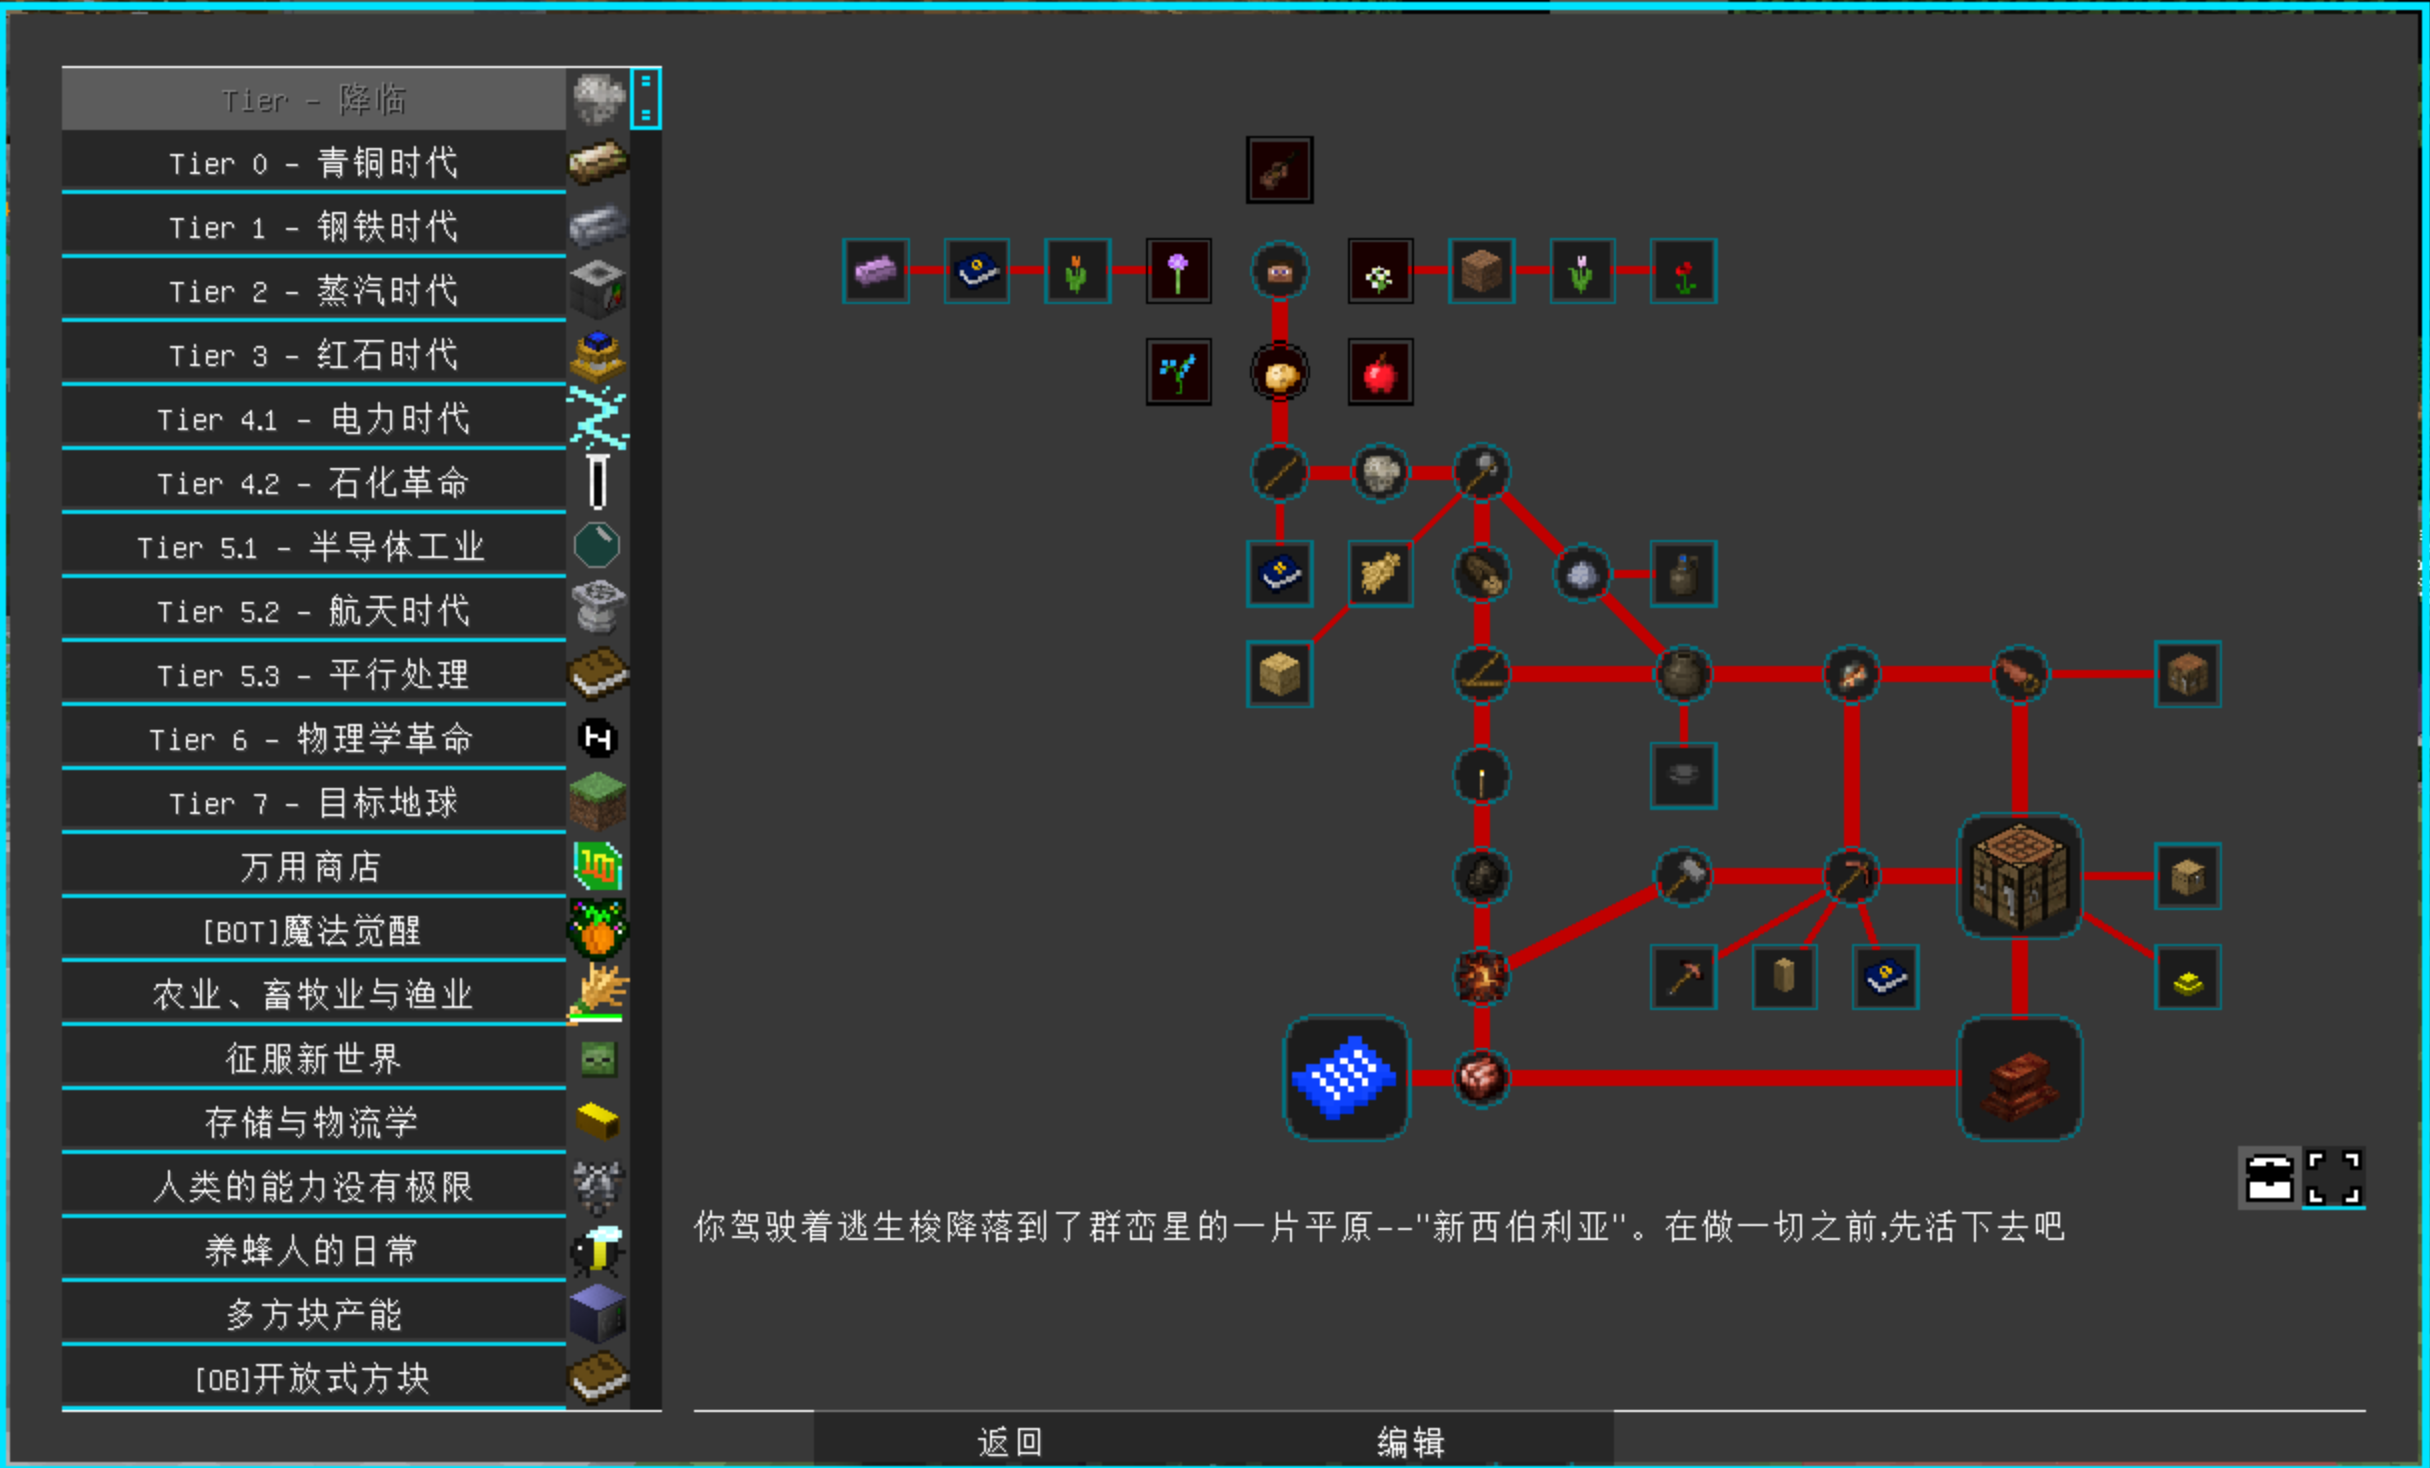 Tier - 降临
Tier 0 - 青铜时代
Tier 1 - 钢铁时代
Tier 2 - 蒸汽时代
Tier 3 - 红石时代
Tier 4.1 - 电力时代
Tier 4.2 - 石化革命
Tier 5.1 - 半导体工业
Tier 5.2 - 航天时代
Tier 5.3 - 平行处理
Tier 6 - 物理学革命
Tier 7 - 目标地球
万用商店
[BOT]魔法觉醒
农业、畜牧业与渔业
征服新世界
存储与物流学
人类的能力没有极限
养蜂人的日常
多方块产能
[OB]开放式方块
你驾驶着逃生梭降落到了群峦星的一片平原--"新西伯利亚"。在做一切之前,先活下去吧
返回
编辑